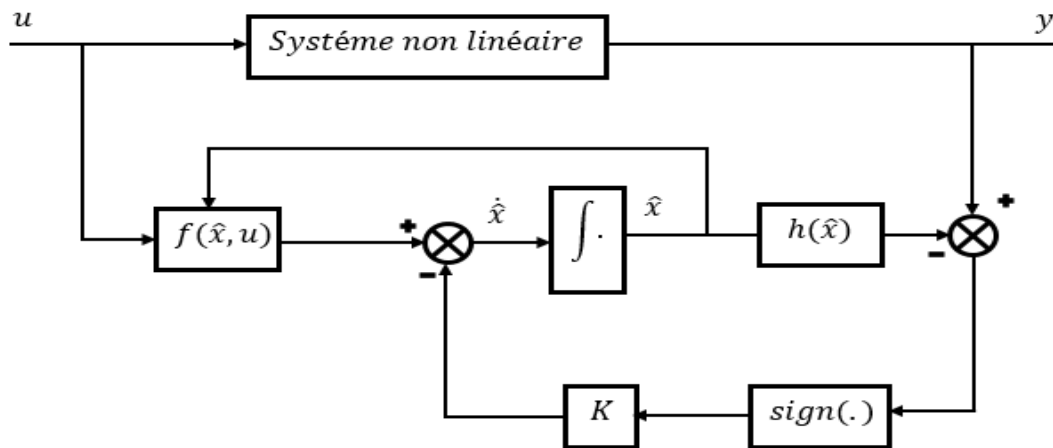 u
Systéme non linéaire
y
f(x̂, u)
+
−
ẋ̂
∫ .
x̂
h(x̂)
+
−
K
sign(.)